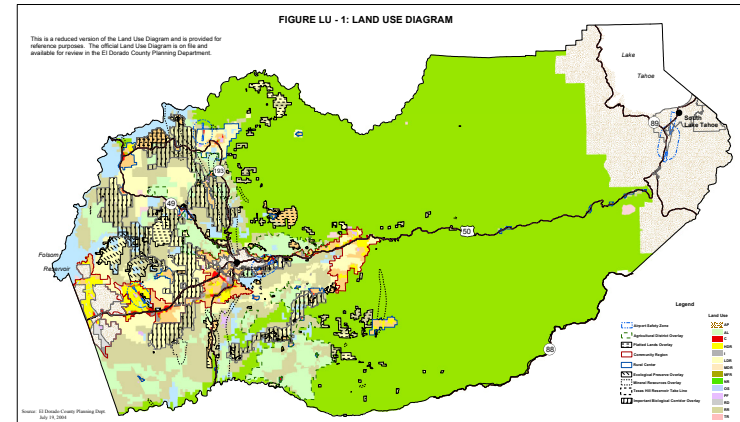 FIGURE LU - 1: LAND USE DIAGRAM
This is a reduced version of the Land Use Diagram and is provided for
reference purposes. The official Land Use Diagram is on file and
available for review in the El Dorado County Planning Department.
Lake
Tahoe
89
South
Lake Tahoe
193
49
50
Folsom
Reservoir
88
Legend
Airport Safety Zone
Agricultural District Overlay
Platted Lands Overlay
Community Region
Rural Center
Ecological Preserve Overlay
Mineral Resources Overlay
Texas Hill Reservoir Take Line
Important Biological Corridor Overlay
Land Use
AP
AL
C
HDR
I
LDR
MDR
MFR
NR
OS
PF
RD
RR
TR
Source: El Dorado County Planning Dept.
July 19, 2004